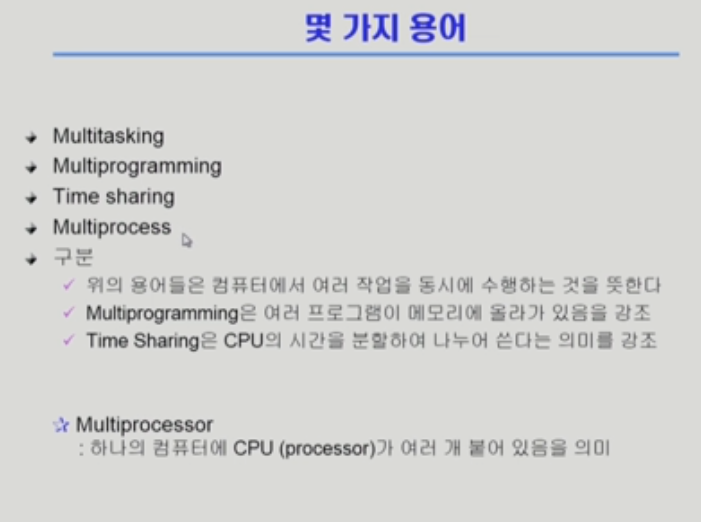 몇 가지 용어
Multitasking
Multiprogramming
Time sharing
Multiprocess
구분
위의 용어들은 컴퓨터에서 여러 작업을 동시에 수행하는 것을 뜻한다
Multiprogramming은 여러 프로그램이 메모리에 올라가 있음을 강조
Time Sharing은 CPU의 시간을 분할하여 나누어 쓴다는 의미를 강조
Multiprocessor
: 하나의 컴퓨터에 CPU (processor)가 여러 개 붙어 있음을 의미